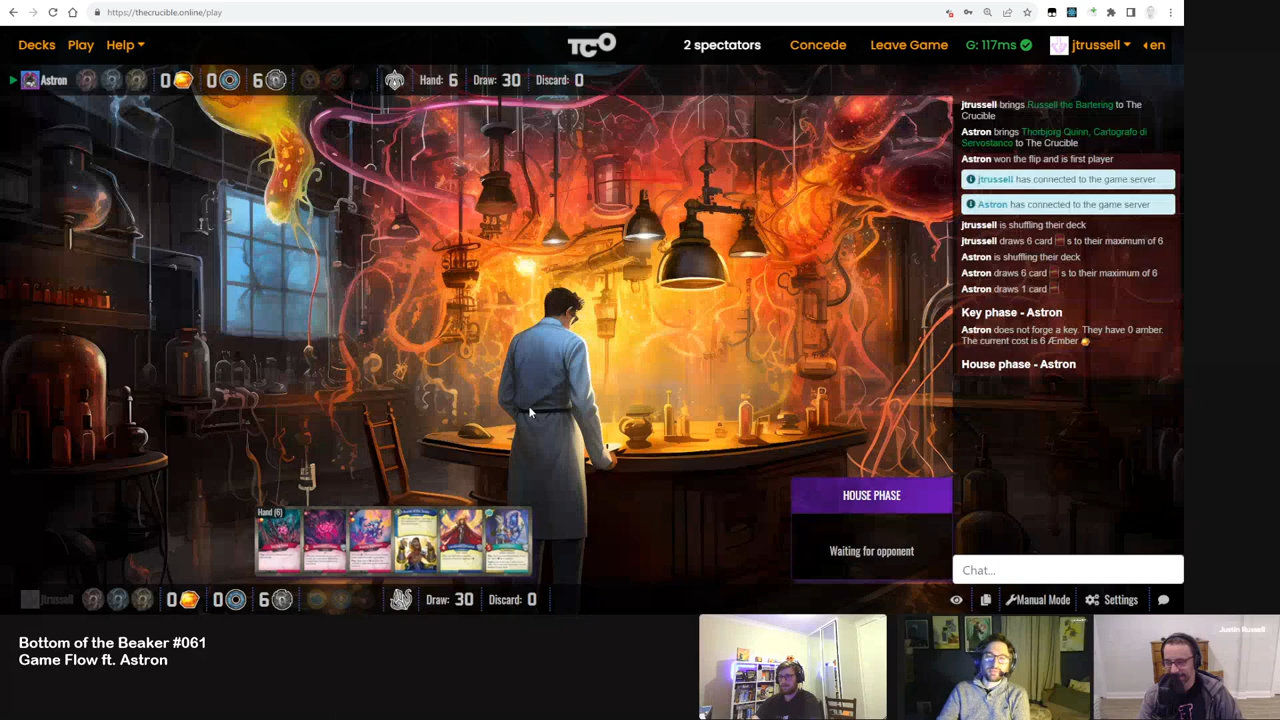 https://thecrucible.online/play
Decks Play Help TCO 2 spectators Concede Leave Game G: 117ms jtrussell en
Astron 0 0 6 Hand: 6 Draw: 30 Discard: 0
jtrussell brings Russell the Bartering to The
Crucible
Astron brings Thorbjorg Quinn, Cartografo di
Servostanco to The Crucible
Astron won the flip and is first player
jtrussell has connected to the game server
Astron has connected to the game server
jtrussell is shuffling their deck
jtrussell draws 6 card s to their maximum of 6
Astron is shuffling their deck
Astron draws 6 card s to their maximum of 6
Astron draws 1 card
Key phase - Astron
Astron does not forge a key. They have 0 amber.
The current cost is 6 Æmber
House phase - Astron
HOUSE PHASE
Waiting for opponent
Hand (6)
Chat...
jtrussell 0 0 6 Draw: 30 Discard: 0 Manual Mode Settings
Bottom of the Beaker #061
Game Flow ft. Astron
Justin Russell